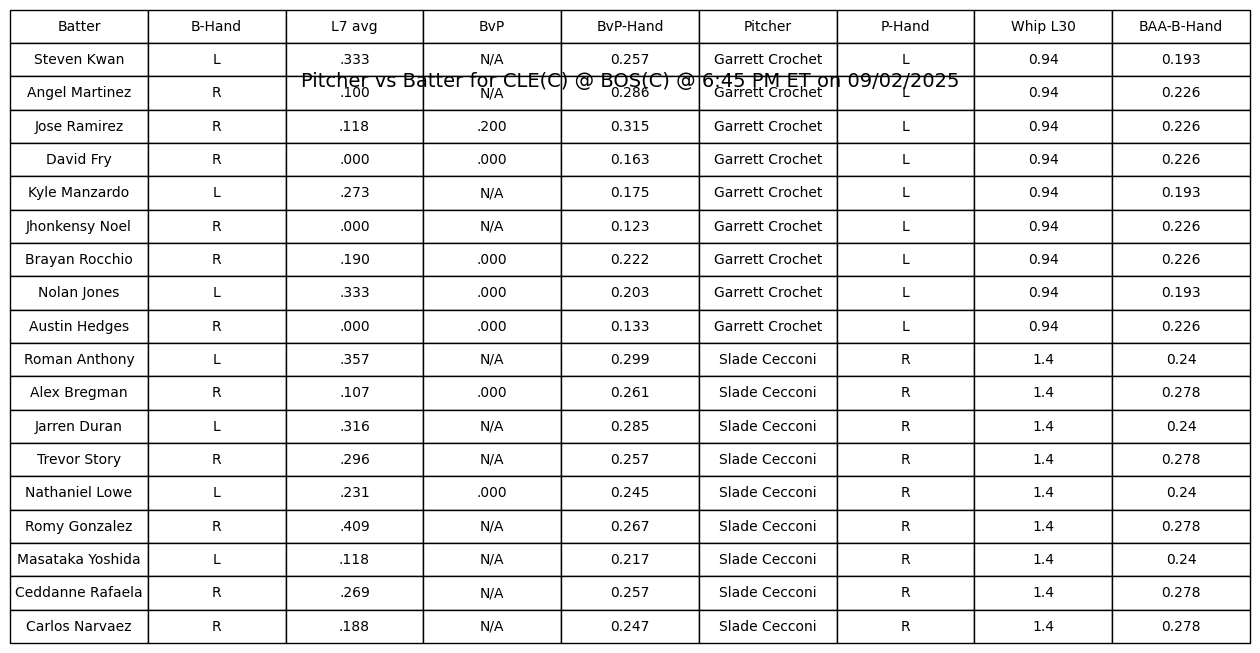 Batter B-Hand L7 avg BvP BvP-Hand Pitcher P-Hand Whip L30 BAA-B-Hand
Steven Kwan L .333 N/A 0.257 Garrett Crochet L 0.94 0.193
Pitcher vs Batter for CLE(C) @ BOS(C) @ 6:45 PM ET on 09/02/2025
Angel Martinez R .100 N/A 0.286 Garrett Crochet L 0.94 0.226
Jose Ramirez R .118 .200 0.315 Garrett Crochet L 0.94 0.226
David Fry R .000 .000 0.163 Garrett Crochet L 0.94 0.226
Kyle Manzardo L .273 N/A 0.175 Garrett Crochet L 0.94 0.193
Jhonkensy Noel R .000 N/A 0.123 Garrett Crochet L 0.94 0.226
Brayan Rocchio R .190 .000 0.222 Garrett Crochet L 0.94 0.226
Nolan Jones L .333 .000 0.203 Garrett Crochet L 0.94 0.193
Austin Hedges R .000 .000 0.133 Garrett Crochet L 0.94 0.226
Roman Anthony L .357 N/A 0.299 Slade Cecconi R 1.4 0.24
Alex Bregman R .107 .000 0.261 Slade Cecconi R 1.4 0.278
Jarren Duran L .316 N/A 0.285 Slade Cecconi R 1.4 0.24
Trevor Story R .296 N/A 0.257 Slade Cecconi R 1.4 0.278
Nathaniel Lowe L .231 .000 0.245 Slade Cecconi R 1.4 0.24
Romy Gonzalez R .409 N/A 0.267 Slade Cecconi R 1.4 0.278
Masataka Yoshida L .118 N/A 0.217 Slade Cecconi R 1.4 0.24
Ceddanne Rafaela R .269 N/A 0.257 Slade Cecconi R 1.4 0.278
Carlos Narvaez R .188 N/A 0.247 Slade Cecconi R 1.4 0.278